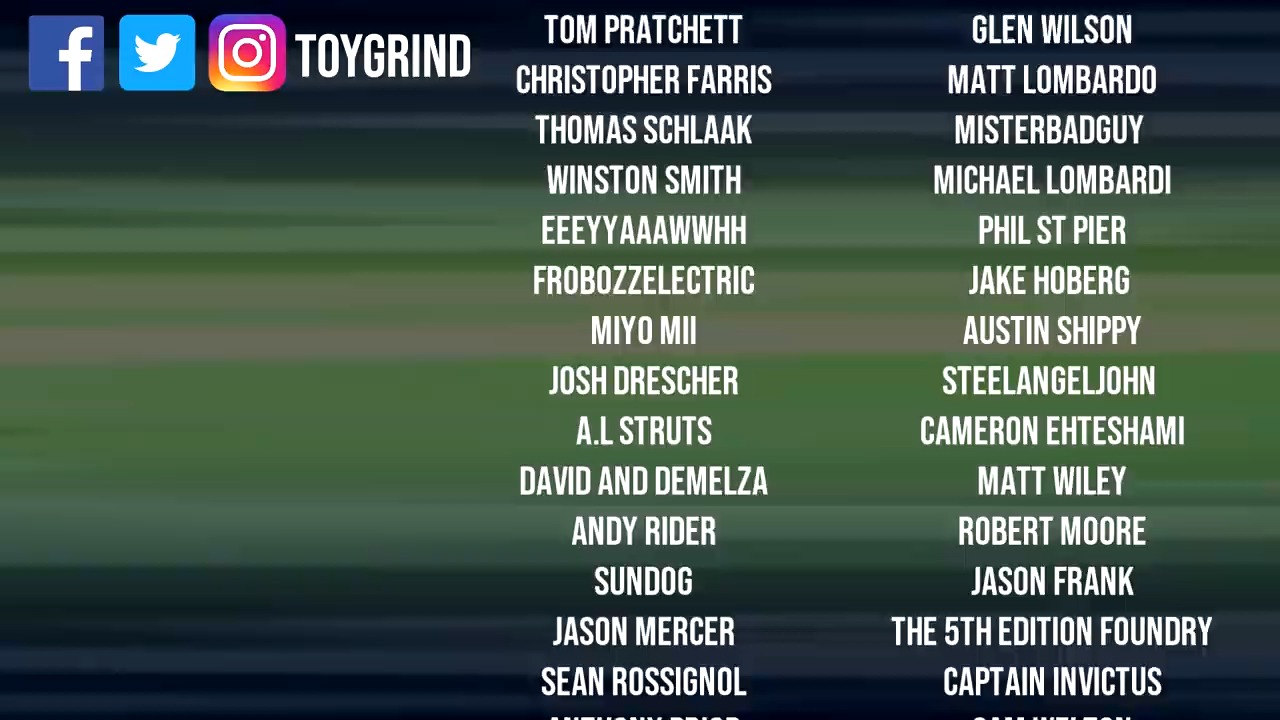 TOYGRIND
TOM PRATCHETT
CHRISTOPHER FARRIS
THOMAS SCHLAAK
WINSTON SMITH
EEEYYAAAWWHH
FROBOZZELECTRIC
MIYO MII
JOSH DRESCHER
A.L STRUTS
DAVID AND DEMELZA
ANDY RIDER
SUNDOG
JASON MERCER
SEAN ROSSIGNOL
GLEN WILSON
MATT LOMBARDO
MISTERBADGUY
MICHAEL LOMBARDI
PHIL ST PIER
JAKE HOBERG
AUSTIN SHIPPY
STEELANGELJOHN
CAMERON EHTESHAMI
MATT WILEY
ROBERT MOORE
JASON FRANK
THE 5TH EDITION FOUNDRY
CAPTAIN INVICTUS